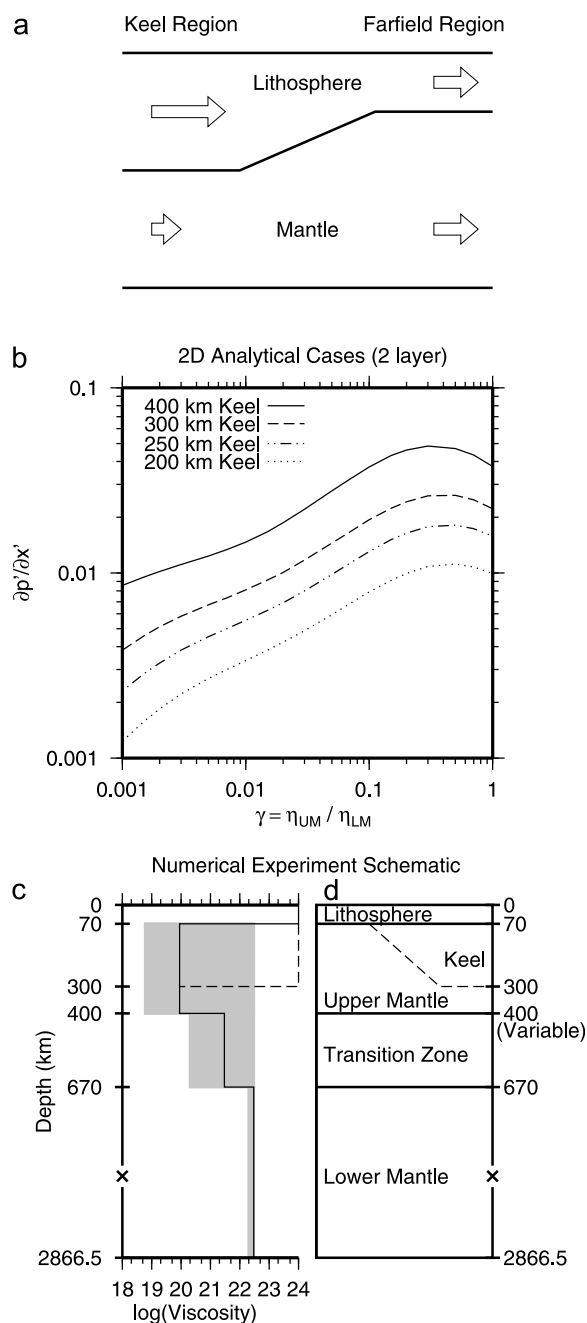 a
Keel Region
Farfield Region
Lithosphere
Mantle
b
2D Analytical Cases (2 layer)
0.1
0.01
0.001
∂p'/∂x'
400 km Keel
300 km Keel
250 km Keel
200 km Keel
0.001
0.01
0.1
1
γ = η_UM / η_LM
Numerical Experiment Schematic
c
d
0
70
300
400
670
2866.5
Depth (km)
18 19 20 21 22 23 24
log(Viscosity)
Lithosphere
Keel
Upper Mantle
Transition Zone
Lower Mantle
0
70
300
400
(Variable)
670
2866.5